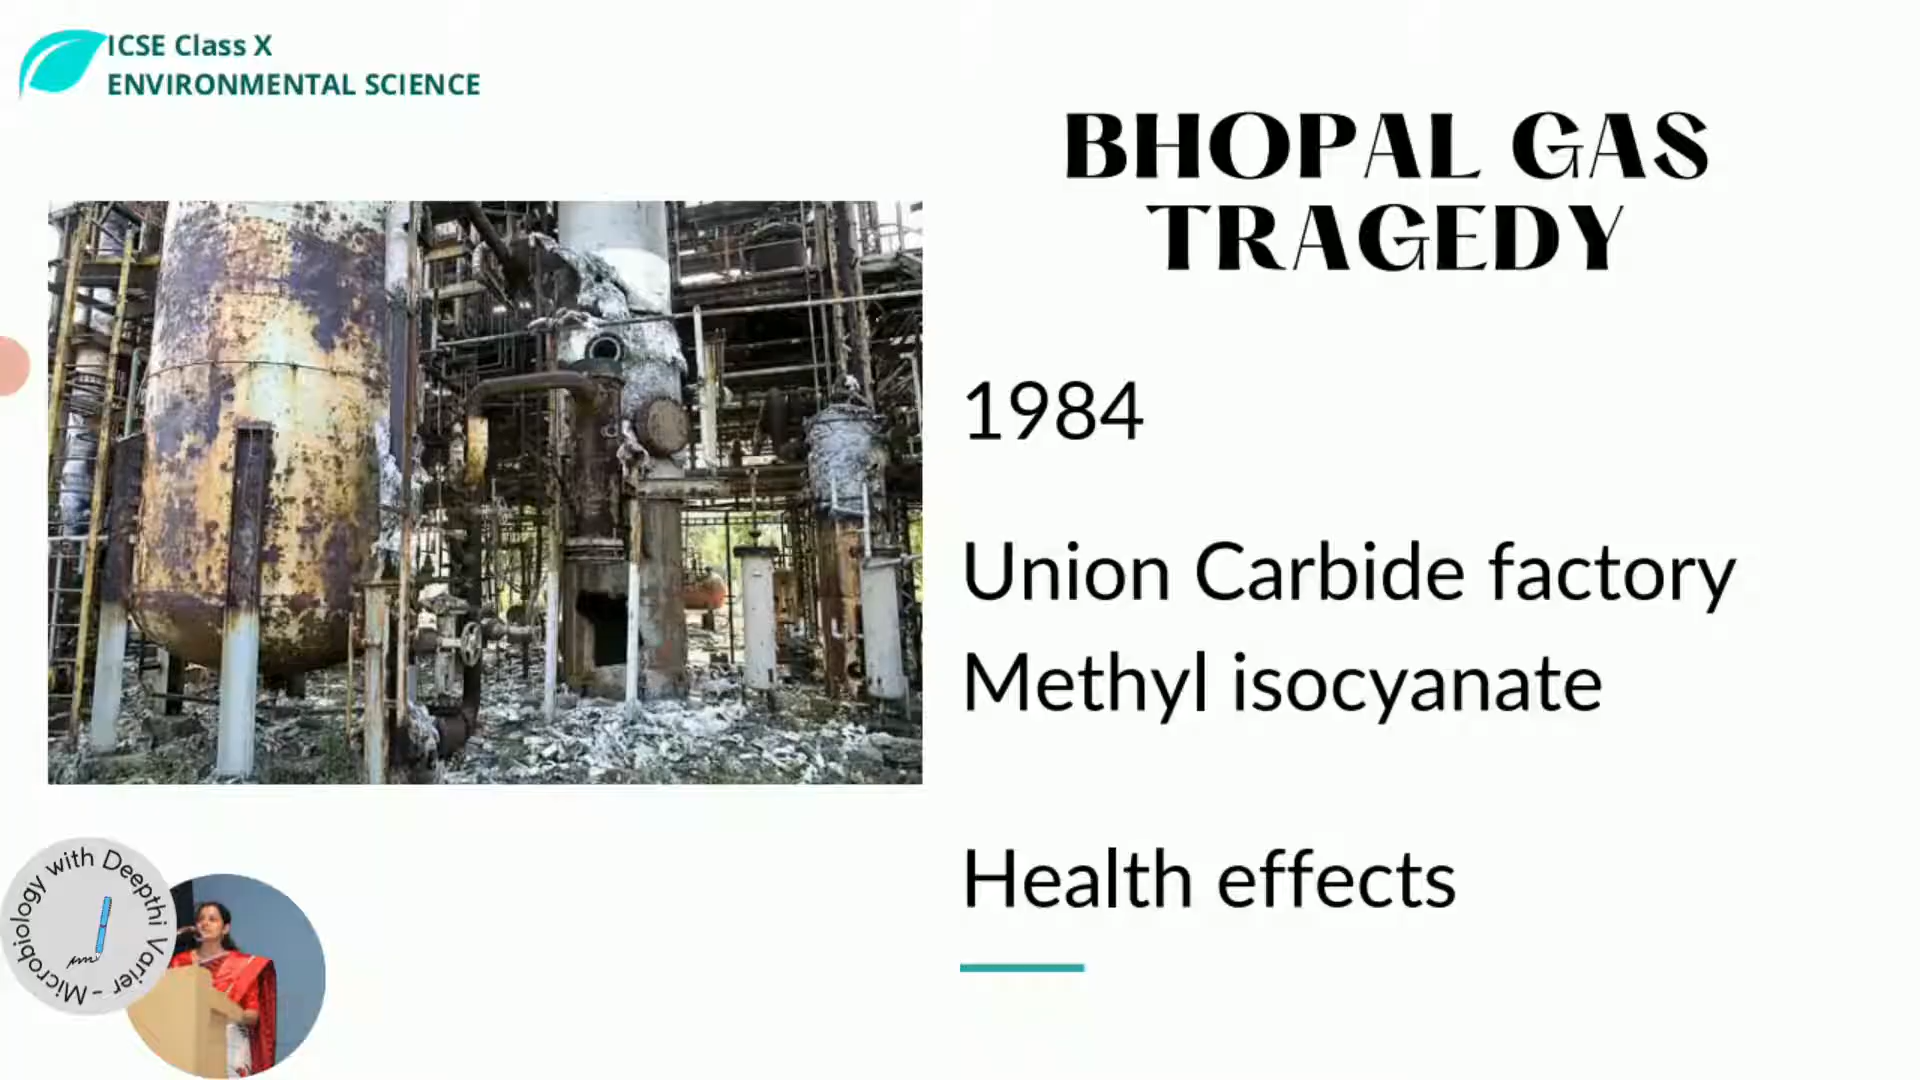 ICSE Class X
ENVIRONMENTAL SCIENCE
BHOPAL GAS
TRAGEDY
1984
Union Carbide factory
Methyl isocyanate
Health effects
Microbiology with Deepthi Varier -